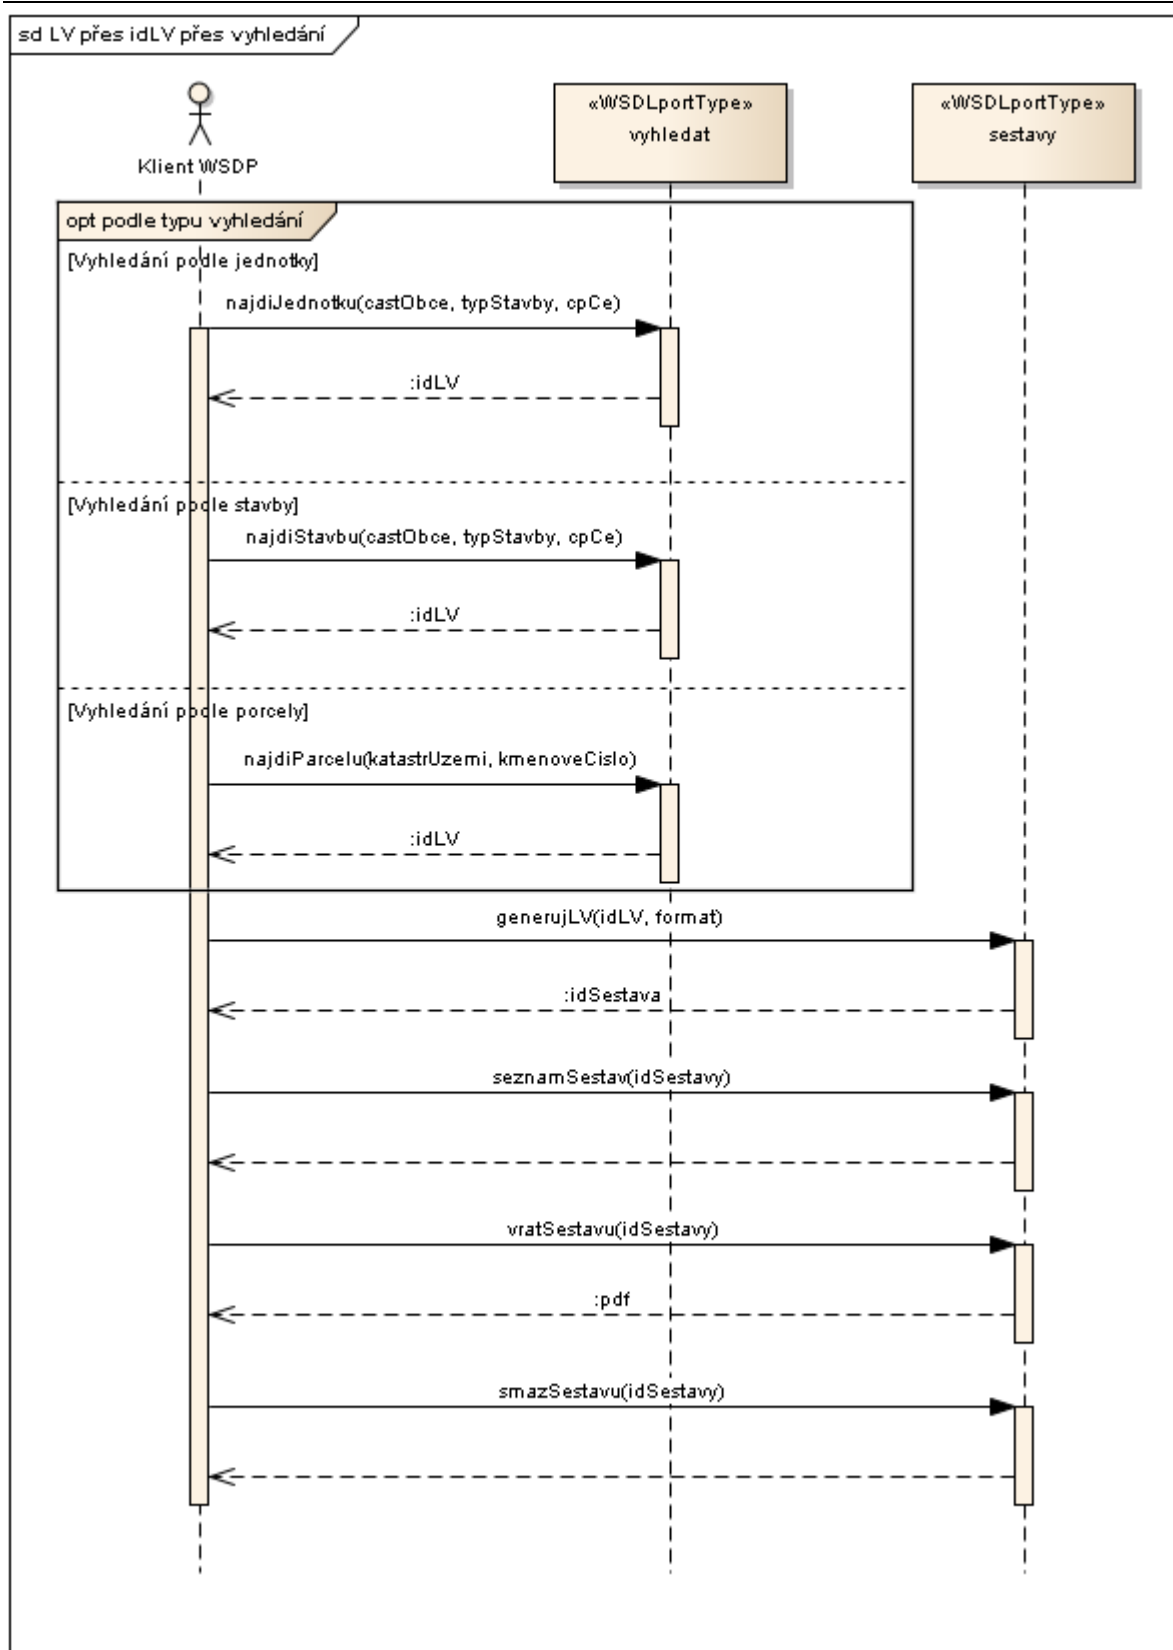 sd LV přes idLV přes vyhledání
Klient WSDP
«WSDLportType»
vyhledat
«WSDLportType»
sestavy
opt podle typu vyhledání
[Vyhledání podle jednotky]
najdiJednotku(castObce, typStavby, cpCe)
:idLV
[Vyhledání podle stavby]
najdiStavbu(castObce, typStavby, cpCe)
:idLV
[Vyhledání podle porcely]
najdiParcelu(katastrUzemi, kmenoveCislo)
:idLV
generujLV(idLV, format)
:idSestava
seznamSestav(idSestavy)
vratSestavu(idSestavy)
:pdf
smazSestavu(idSestavy)